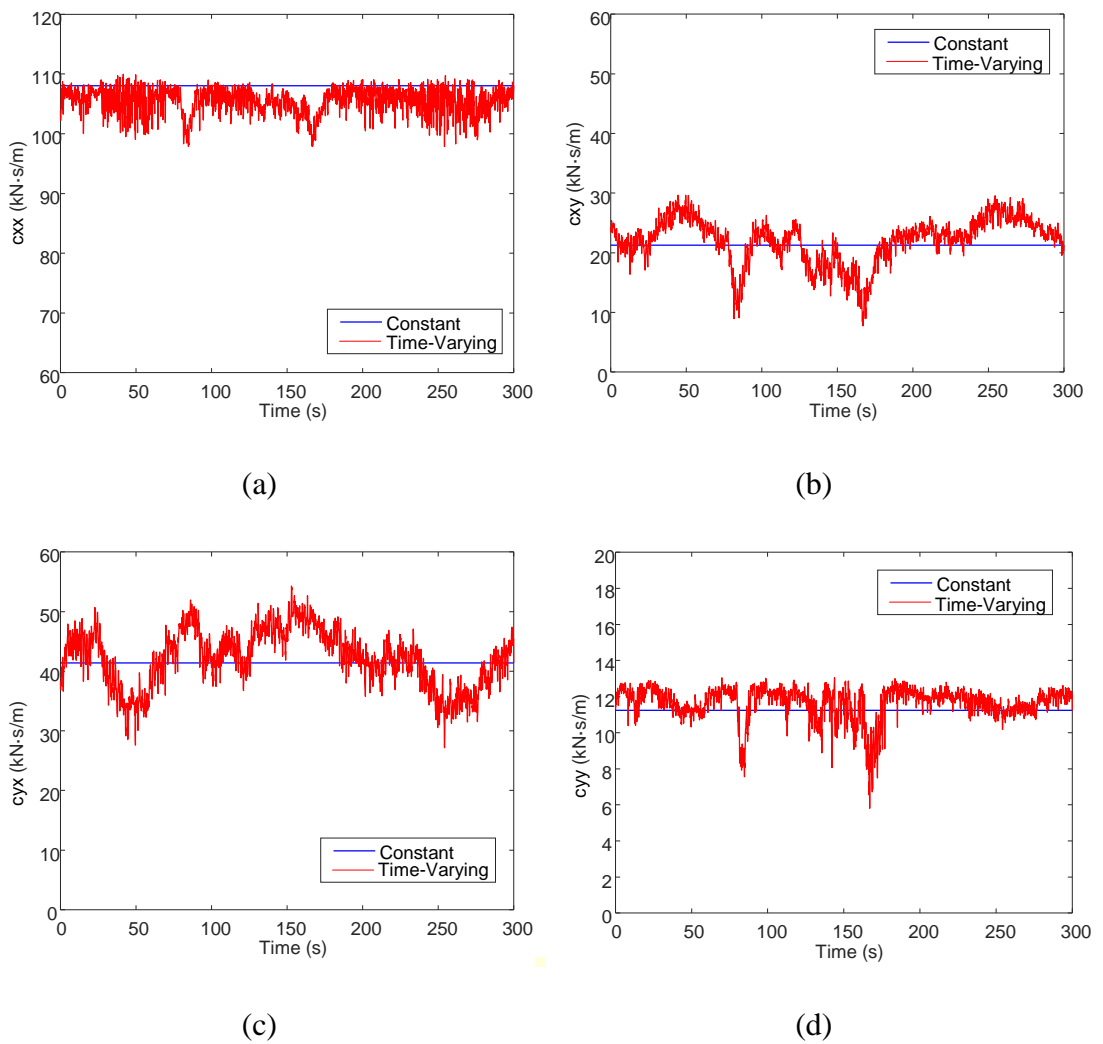 120
110
100
90
80
70
60
cxx (kN·s/m)
Constant
Time-Varying
0 50 100 150 200 250 300
Time (s)
(a)
60
50
40
30
20
10
0
cxy (kN·s/m)
Constant
Time-Varying
0 50 100 150 200 250 300
Time (s)
(b)
60
50
40
30
20
10
0
cyx (kN·s/m)
Constant
Time-Varying
0 50 100 150 200 250 300
Time (s)
(c)
20
18
16
14
12
10
8
6
4
2
0
cyy (kN·s/m)
Constant
Time-Varying
0 50 100 150 200 250 300
Time (s)
(d)